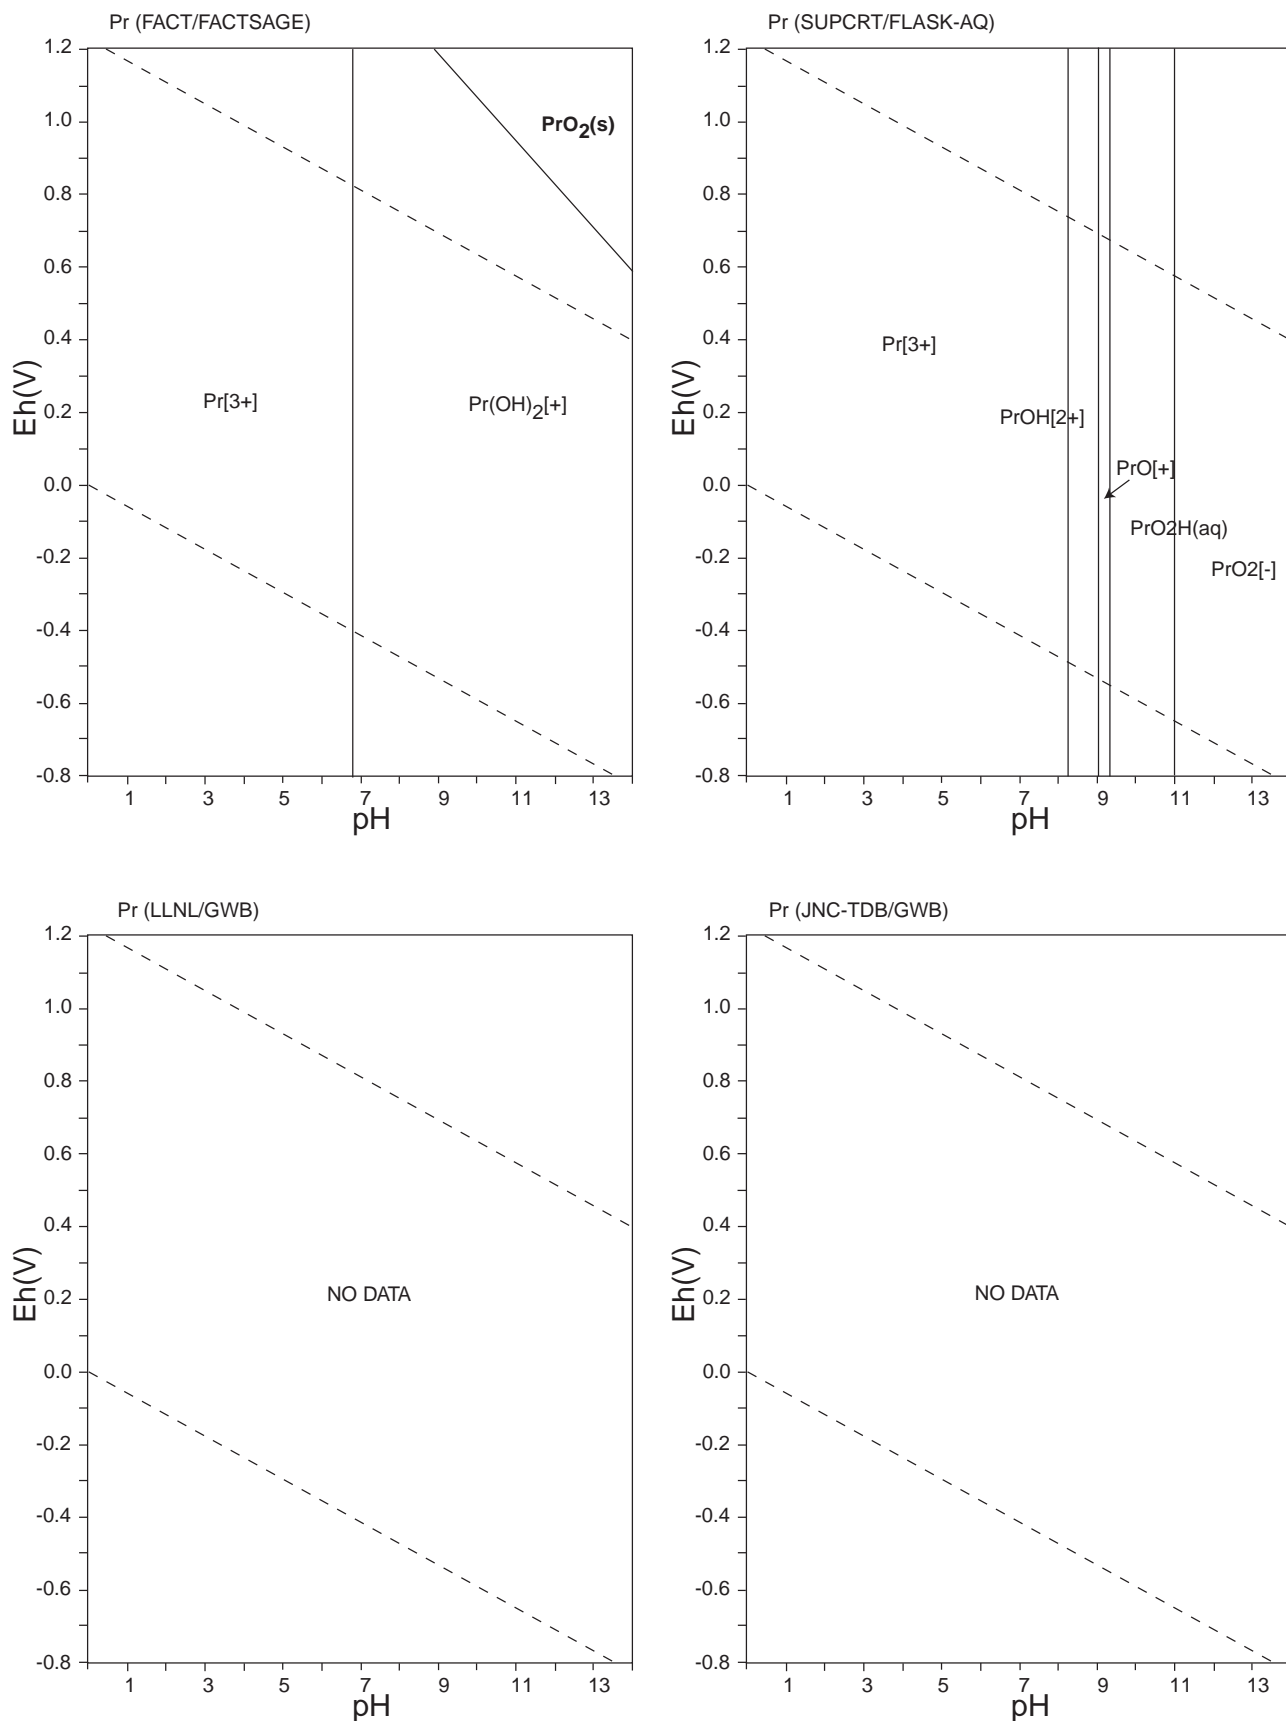 Pr (FACT/FACTSAGE)
1.2
1.0
0.8
0.6
0.4
0.2
0.0
-0.2
-0.4
-0.6
-0.8
Eh(V)
PrO2(s)
Pr[3+]
Pr(OH)2[+]
1 3 5 7 9 11 13
pH
Pr (SUPCRT/FLASK-AQ)
1.2
1.0
0.8
0.6
0.4
0.2
0.0
-0.2
-0.4
-0.6
-0.8
Eh(V)
Pr[3+]
PrOH[2+]
PrO[+]
PrO2H(aq)
PrO2[-]
1 3 5 7 9 11 13
pH
Pr (LLNL/GWB)
1.2
1.0
0.8
0.6
0.4
0.2
0.0
-0.2
-0.4
-0.6
-0.8
Eh(V)
NO DATA
1 3 5 7 9 11 13
pH
Pr (JNC-TDB/GWB)
1.2
1.0
0.8
0.6
0.4
0.2
0.0
-0.2
-0.4
-0.6
-0.8
Eh(V)
NO DATA
1 3 5 7 9 11 13
pH